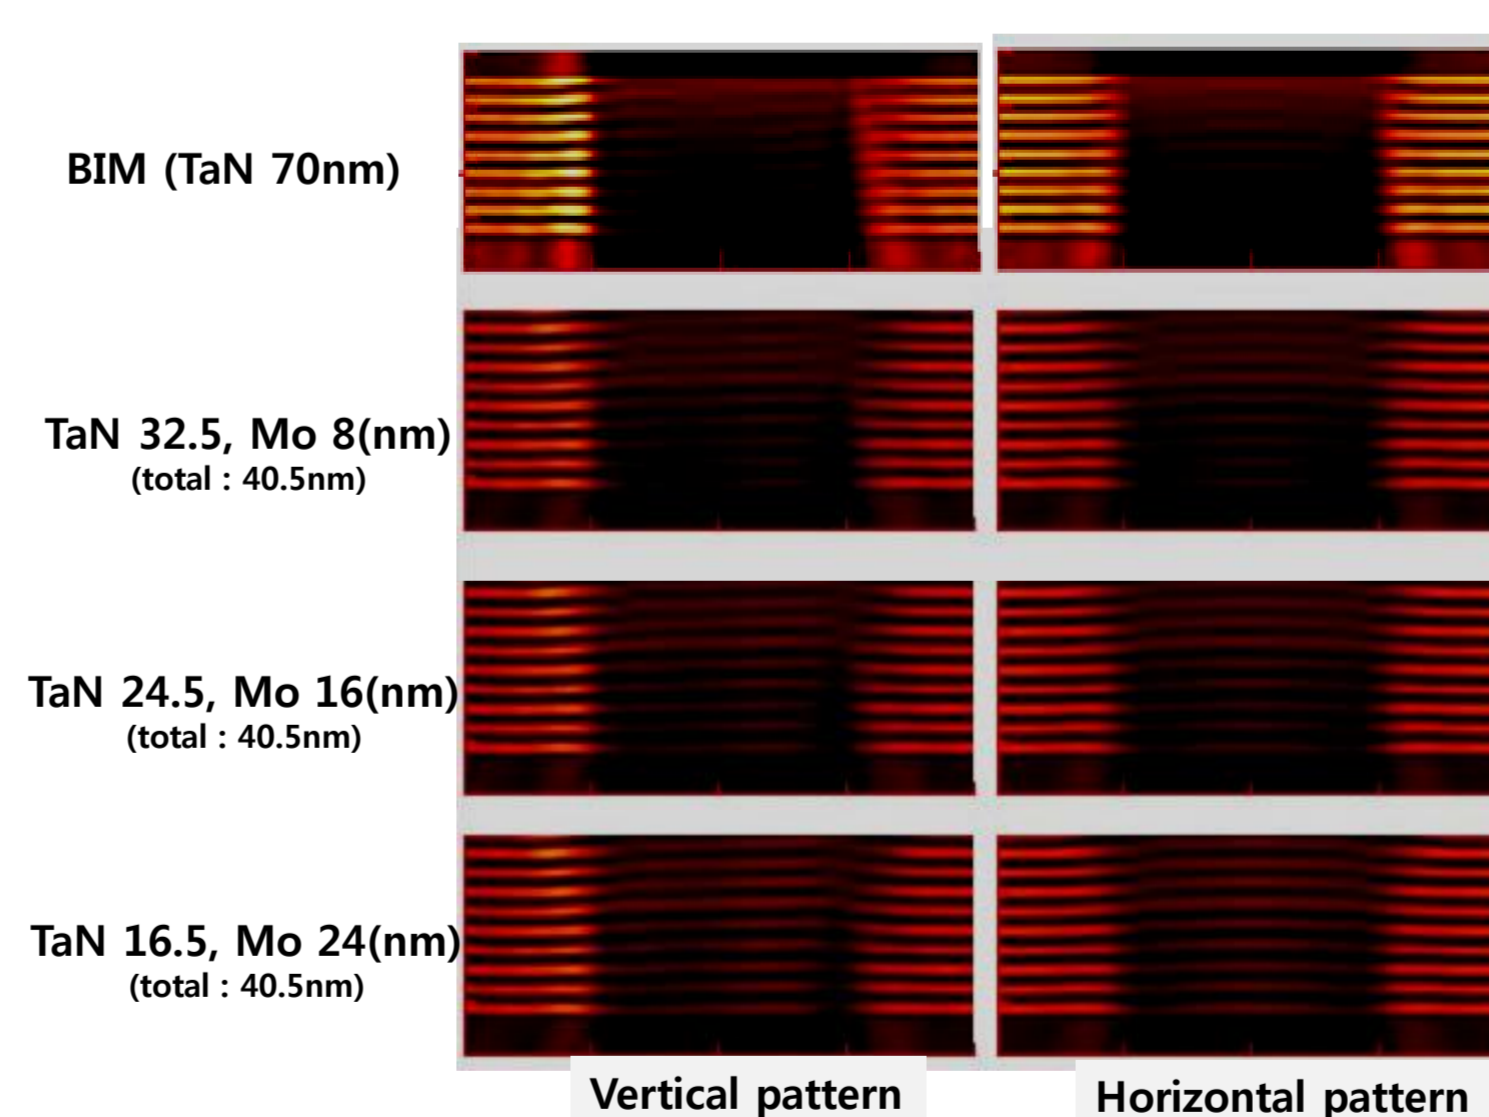 BIM (TaN 70nm)
TaN 32.5, Mo 8(nm)
(total : 40.5nm)
TaN 24.5, Mo 16(nm)
(total : 40.5nm)
TaN 16.5, Mo 24(nm)
(total : 40.5nm)
Vertical pattern
Horizontal pattern